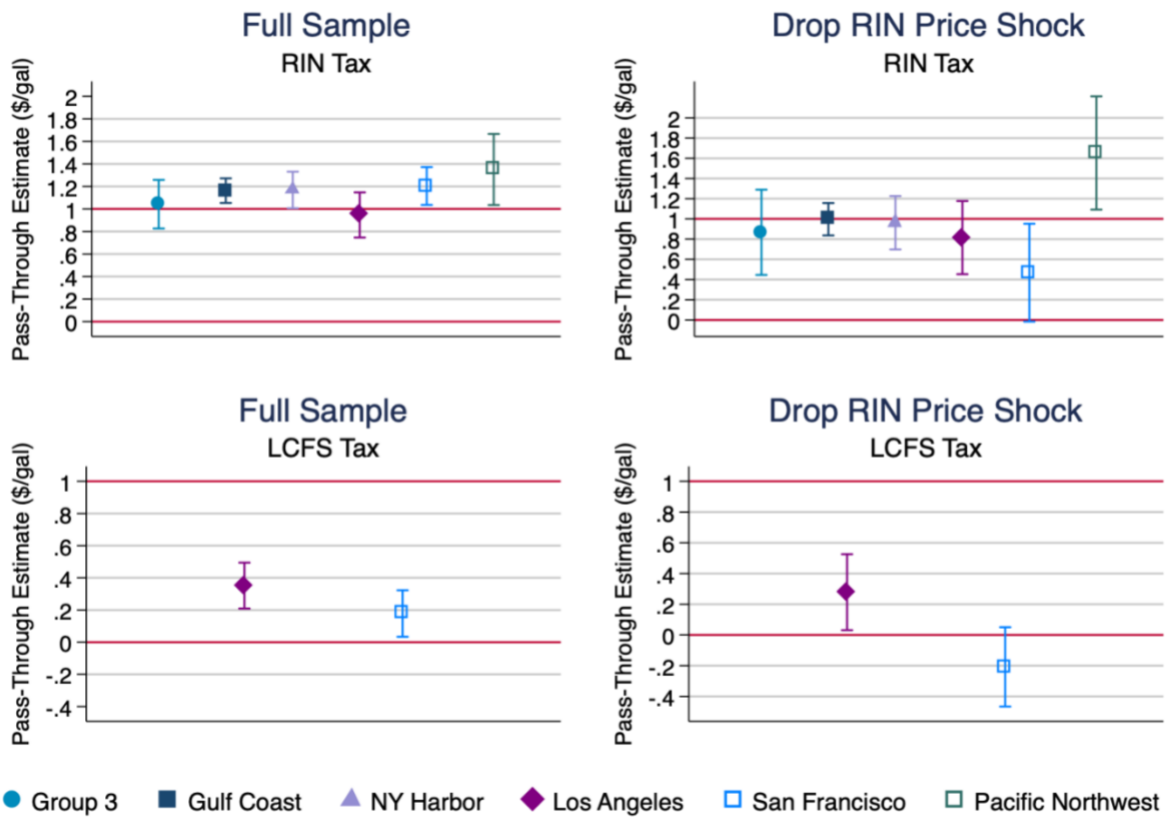 Full Sample
RIN Tax
Pass-Through Estimate ($/gal)
2
1.8
1.6
1.4
1.2
1
.8
.6
.4
.2
0
Drop RIN Price Shock
RIN Tax
Pass-Through Estimate ($/gal)
2
1.8
1.6
1.4
1.2
1
.8
.6
.4
.2
0
Full Sample
LCFS Tax
Pass-Through Estimate ($/gal)
1
.8
.6
.4
.2
0
-.2
-.4
Drop RIN Price Shock
LCFS Tax
Pass-Through Estimate ($/gal)
1
.8
.6
.4
.2
0
-.2
-.4
Group 3 Gulf Coast NY Harbor Los Angeles San Francisco Pacific Northwest